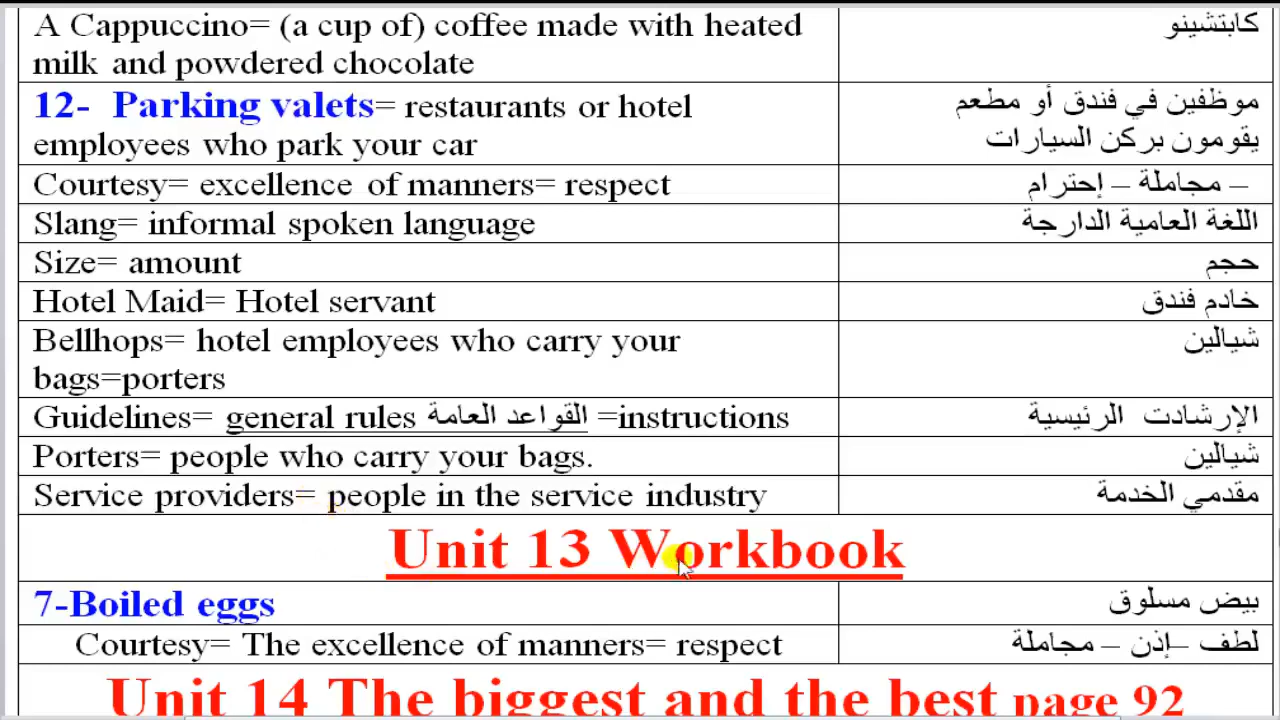 A Cappuccino= (a cup of) coffee made with heated
milk and powdered chocolate
كابتشينو
12- Parking valets= restaurants or hotel
employees who park your car
موظفين في فندق أو مطعم
يقومون بركن السيارات
Courtesy= excellence of manners= respect
– مجاملة – إحترام
Slang= informal spoken language
اللغة العامية الدارجة
Size= amount
حجم
Hotel Maid= Hotel servant
خادم فندق
Bellhops= hotel employees who carry your
bags=porters
شيالين
Guidelines= general rules القواعد العامة =instructions
الإرشادت الرئيسية
Porters= people who carry your bags.
شيالين
Service providers= people in the service industry
مقدمي الخدمة
Unit 13 Workbook
7-Boiled eggs
بيض مسلوق
Courtesy= The excellence of manners= respect
لطف –إذن – مجاملة
Unit 14 The biggest and the best page 92